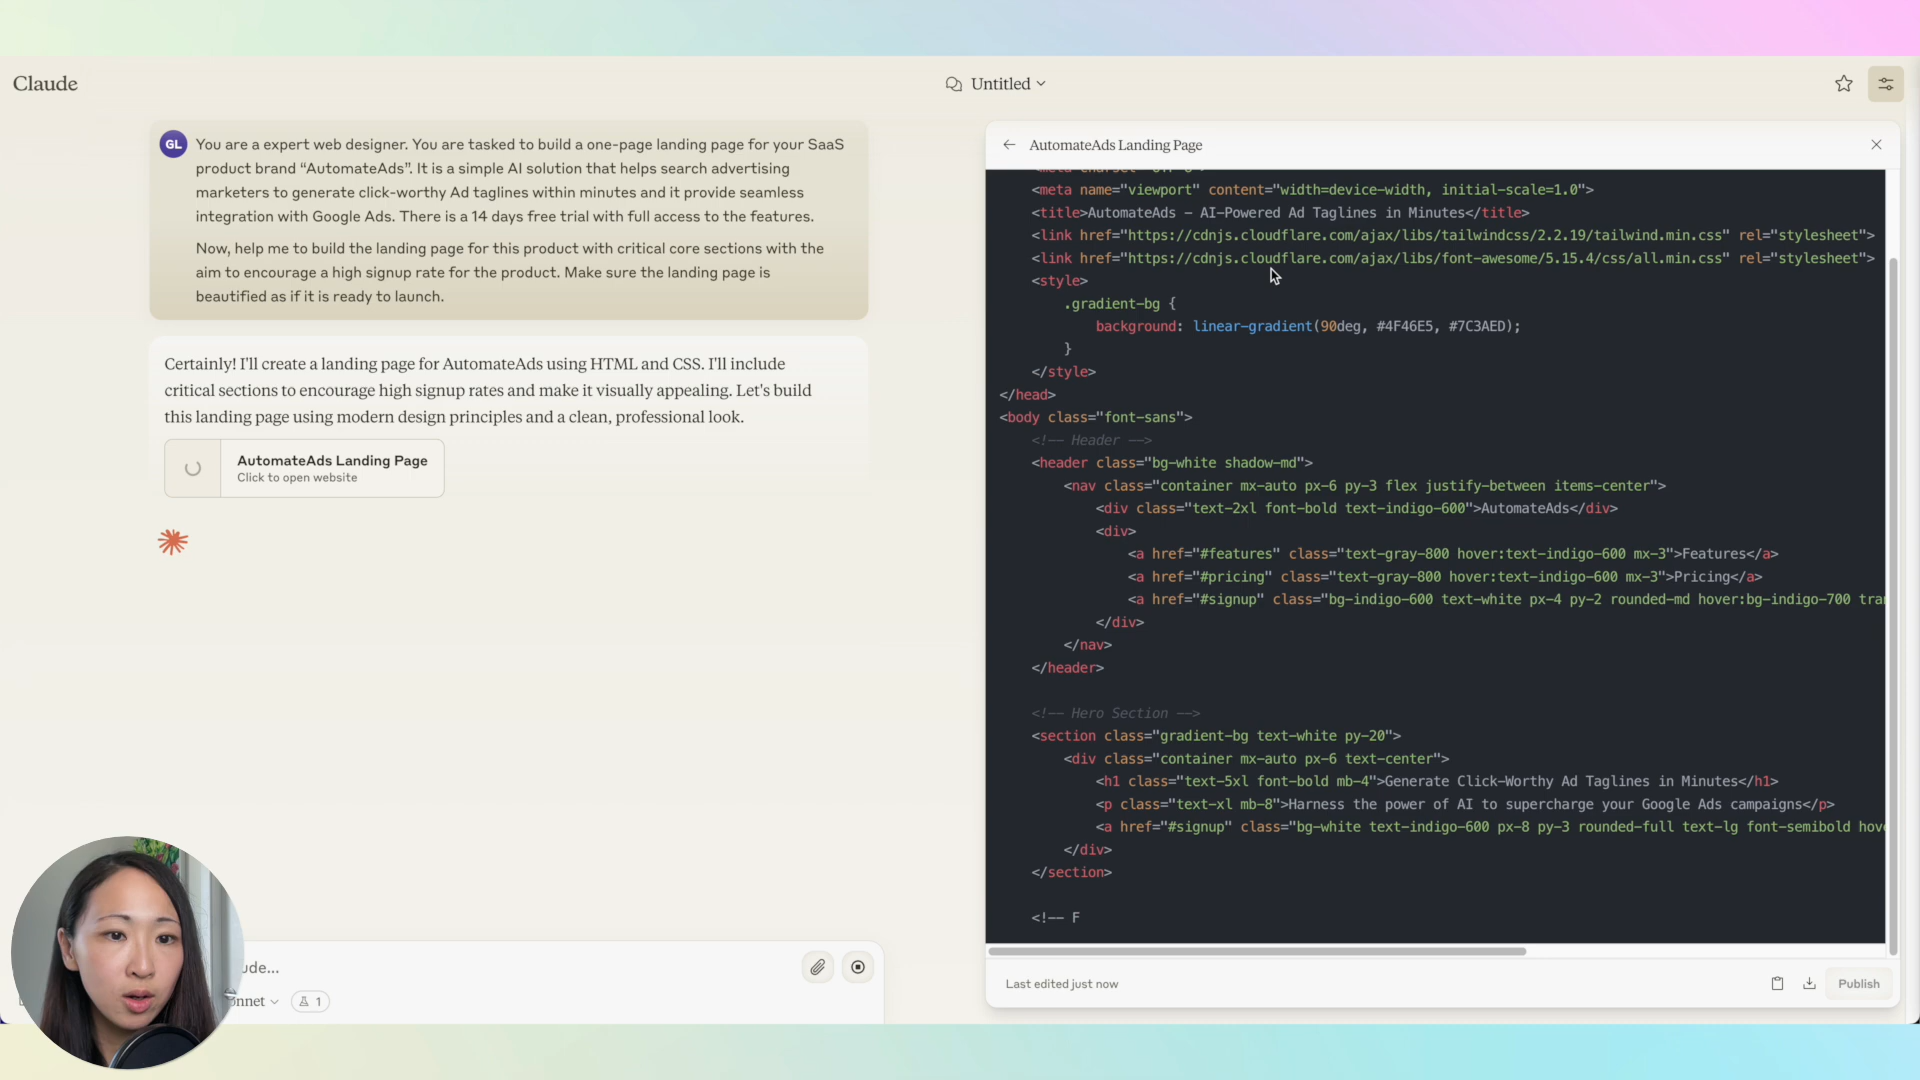 Claude
Untitled
GL
You are a expert web designer. You are tasked to build a one-page landing page for your SaaS
product brand “AutomateAds”. It is a simple AI solution that helps search advertising
marketers to generate click-worthy Ad taglines within minutes and it provide seamless
integration with Google Ads. There is a 14 days free trial with full access to the features.
Now, help me to build the landing page for this product with critical core sections with the
aim to encourage a high signup rate for the product. Make sure the landing page is
beautified as if it is ready to launch.
Certainly! I'll create a landing page for AutomateAds using HTML and CSS. I'll include
critical sections to encourage high signup rates and make it visually appealing. Let's build
this landing page using modern design principles and a clean, professional look.
AutomateAds Landing Page
Click to open website
ude...
onnet
1
AutomateAds Landing Page
<meta name="viewport" content="width=device-width, initial-scale=1.0">
<title>AutomateAds – AI-Powered Ad Taglines in Minutes</title>
<link href="https://cdnjs.cloudflare.com/ajax/libs/tailwindcss/2.2.19/tailwind.min.css" rel="stylesheet">
<link href="https://cdnjs.cloudflare.com/ajax/libs/font-awesome/5.15.4/css/all.min.css" rel="stylesheet">
<style>
.gradient-bg {
background: linear-gradient(90deg, #4F46E5, #7C3AED);
}
</style>
</head>
<body class="font-sans">
<!-- Header -->
<header class="bg-white shadow-md">
<nav class="container mx-auto px-6 py-3 flex justify-between items-center">
<div class="text-2xl font-bold text-indigo-600">AutomateAds</div>
<div>
<a href="#features" class="text-gray-800 hover:text-indigo-600 mx-3">Features</a>
<a href="#pricing" class="text-gray-800 hover:text-indigo-600 mx-3">Pricing</a>
<a href="#signup" class="bg-indigo-600 text-white px-4 py-2 rounded-md hover:bg-indigo-700 tra
</div>
</nav>
</header>
<!-- Hero Section -->
<section class="gradient-bg text-white py-20">
<div class="container mx-auto px-6 text-center">
<h1 class="text-5xl font-bold mb-4">Generate Click-Worthy Ad Taglines in Minutes</h1>
<p class="text-xl mb-8">Harness the power of AI to supercharge your Google Ads campaigns</p>
<a href="#signup" class="bg-white text-indigo-600 px-8 py-3 rounded-full text-lg font-semibold hov
</div>
</section>
<!-- F
Last edited just now
Publish